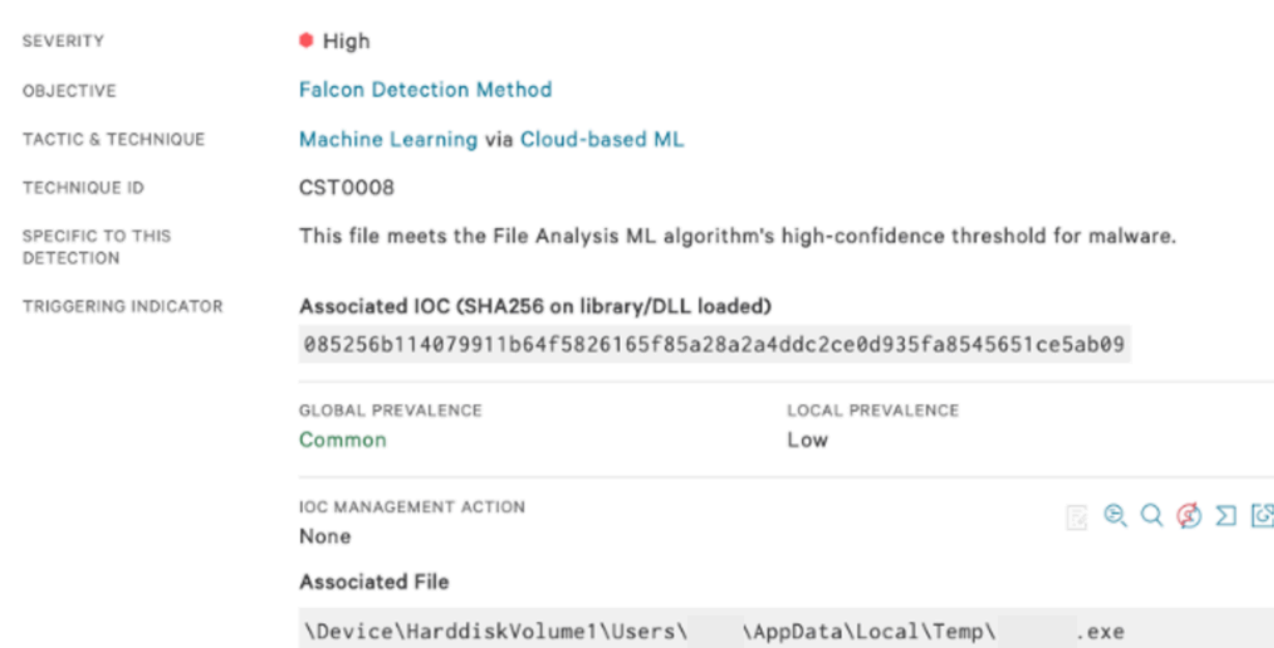 SEVERITY High
OBJECTIVE Falcon Detection Method
TACTIC & TECHNIQUE Machine Learning via Cloud-based ML
TECHNIQUE ID CST0008
SPECIFIC TO THIS DETECTION This file meets the File Analysis ML algorithm's high-confidence threshold for malware.
TRIGGERING INDICATOR Associated IOC (SHA256 on library/DLL loaded)
085256b114079911b64f5826165f85a28a2a4ddc2ce0d935fa8545651ce5ab09
GLOBAL PREVALENCE LOCAL PREVALENCE
Common Low
IOC MANAGEMENT ACTION
None
Associated File
\Device\HarddiskVolume1\Users\ \AppData\Local\Temp\ .exe